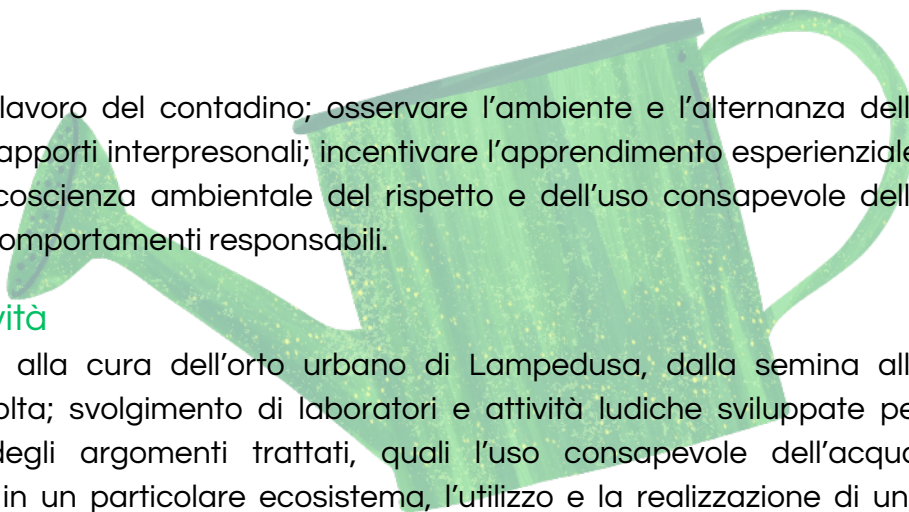 lavoro del contadino; osservare l’ambiente e l’alternanza dell
apporti interpresonali; incentivare l’apprendimento esperienziale
coscienza ambientale del rispetto e dell’uso consapevole dell
omportamenti responsabili.
vità
alla cura dell’orto urbano di Lampedusa, dalla semina all
olta; svolgimento di laboratori e attività ludiche sviluppate pe
degli argomenti trattati, quali l’uso consapevole dell’acqua
in un particolare ecosistema, l’utilizzo e la realizzazione di un